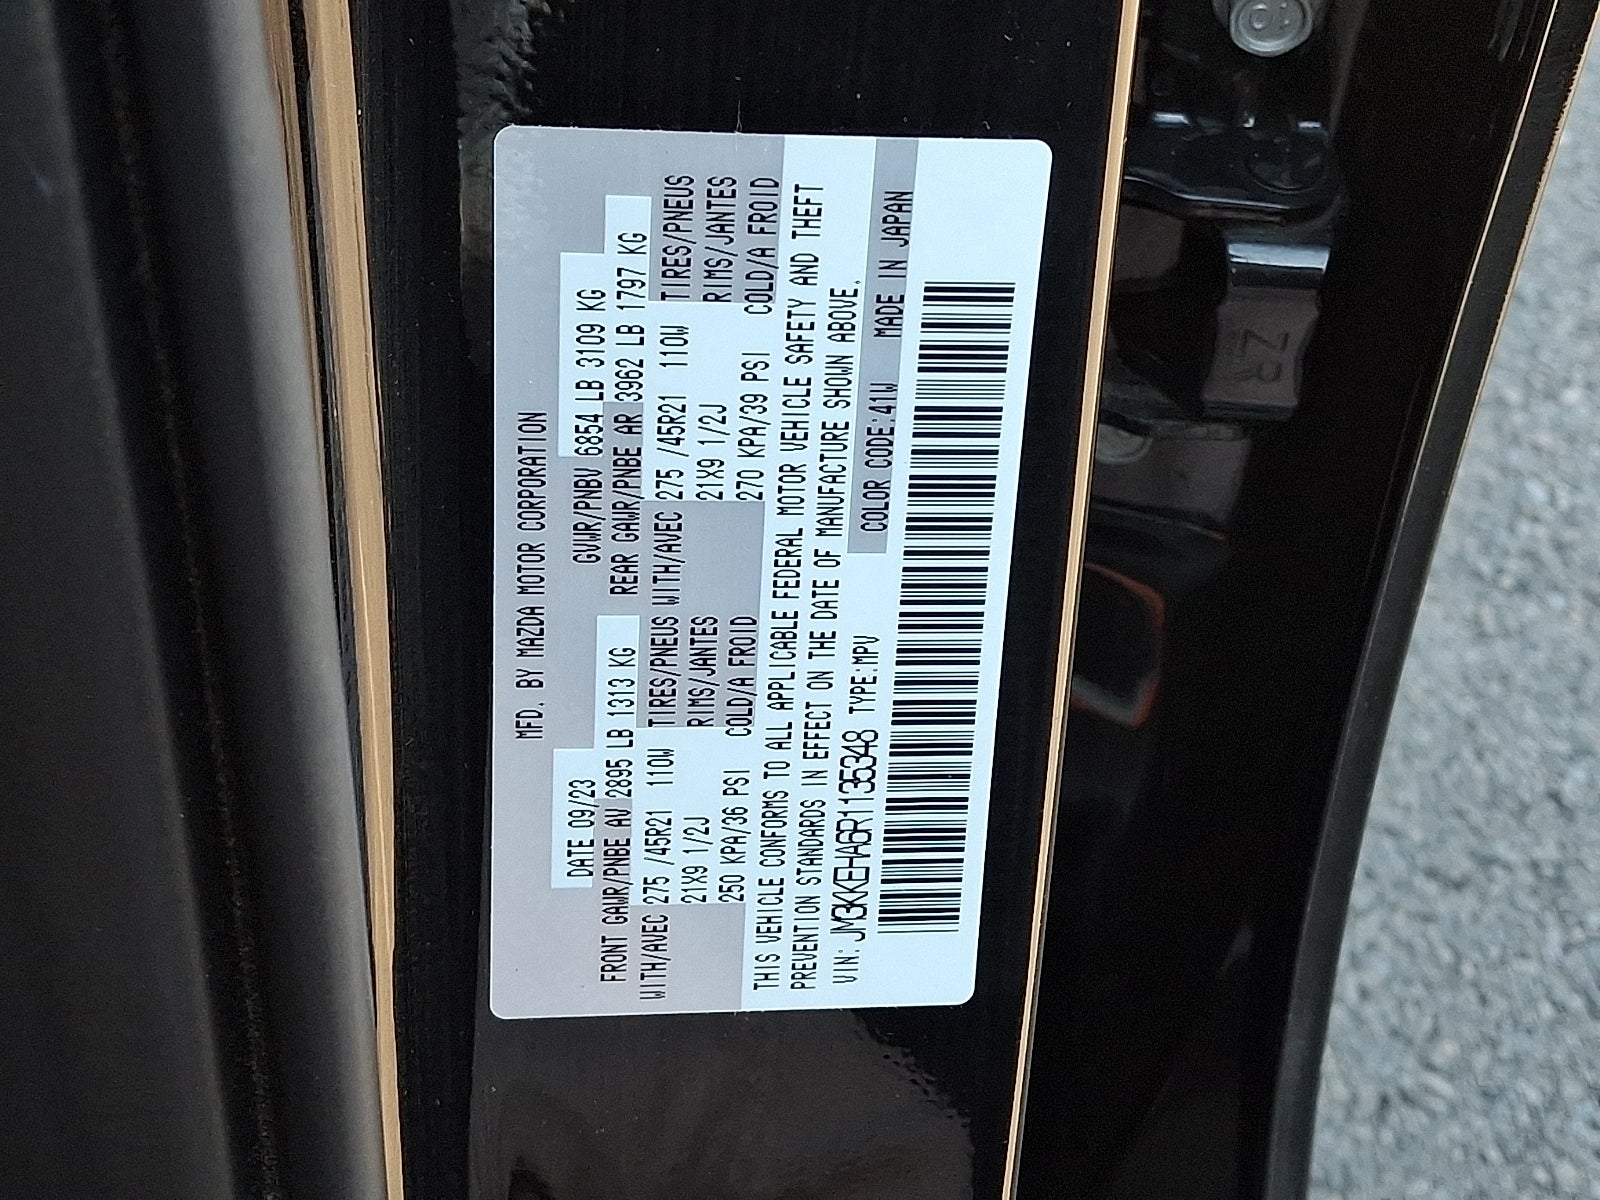 MFD. BY MAZDA MOTOR CORPORATION
DATE 09/23 GVWR/PNBV 6854 LB 3109 KG
FRONT GAWR/PNBE AV 2895 LB 1313 KG REAR GAWR/PNBE AR 3962 LB 1797 KG
WITH/AVEC 275 /45R21 110W TIRES/PNEUS WITH/AVEC 275 /45R21 110W TIRES/PNEUS
21X9 1/2J RIMS/JANTES 21X9 1/2J RIMS/JANTES
250 KPA/36 PSI COLD/A FROID 270 KPA/39 PSI COLD/A FROID
THIS VEHICLE CONFORMS TO ALL APPLICABLE FEDERAL MOTOR VEHICLE SAFETY AND THEFT
PREVENTION STANDARDS IN EFFECT ON THE DATE OF MANUFACTURE SHOWN ABOVE.
VIN: JM3KKEHA6R1135348 TYPE:MPV COLOR CODE:41W MADE IN JAPAN
ZR